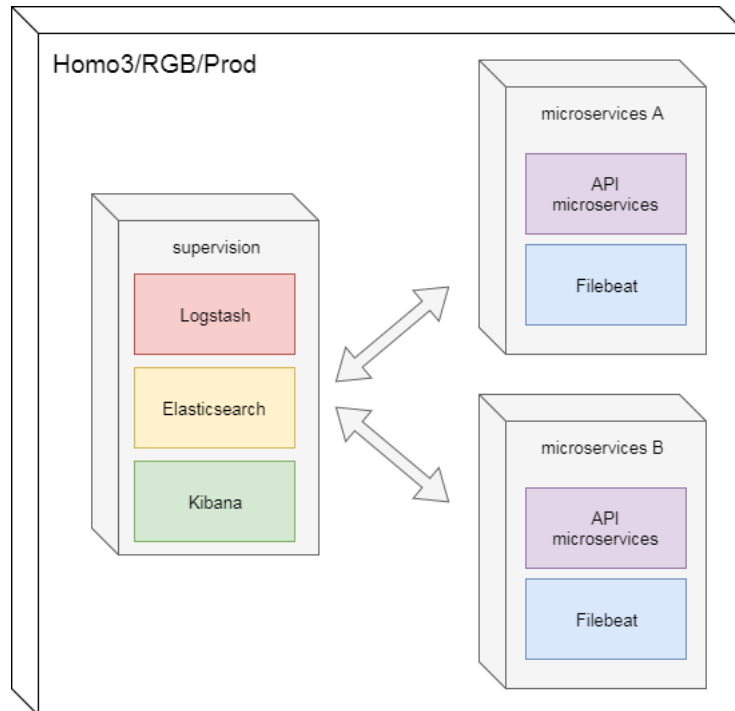 Homo3/RGB/Prod
supervision
Logstash
Elasticsearch
Kibana
microservices A
API
microservices
Filebeat
microservices B
API
microservices
Filebeat